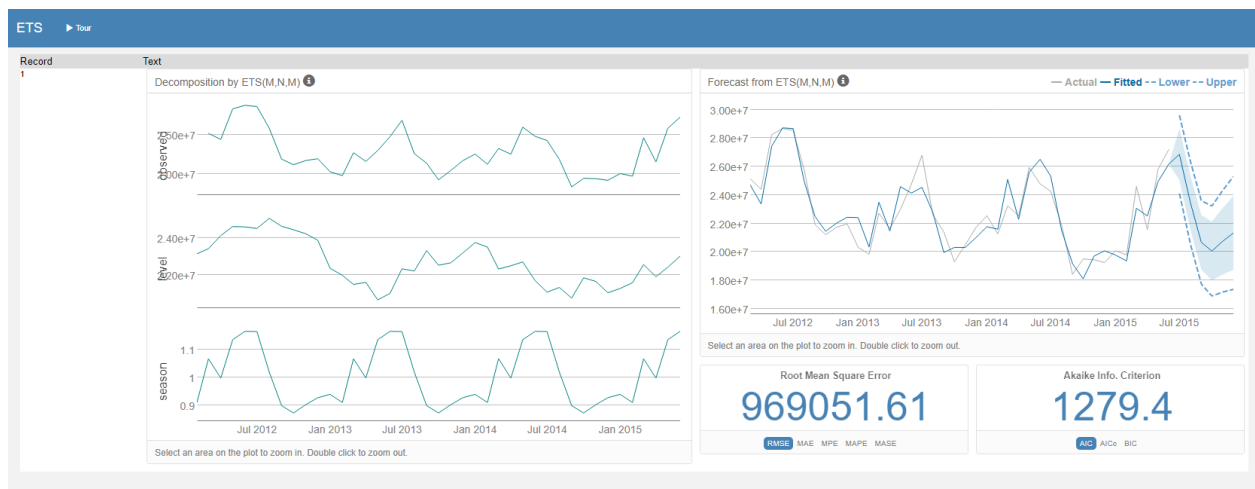 ETS ▶ Tour
Record Text
1
Decomposition by ETS(M,N,M)
observed
2.50e+7
2.00e+7
level
2.40e+7
2.20e+7
season
1.1
1
0.9
Jul 2012 Jan 2013 Jul 2013 Jan 2014 Jul 2014 Jan 2015
Select an area on the plot to zoom in. Double click to zoom out.
Forecast from ETS(M,N,M)
Actual Fitted Lower Upper
3.00e+7
2.80e+7
2.60e+7
2.40e+7
2.20e+7
2.00e+7
1.80e+7
1.60e+7
Jul 2012 Jan 2013 Jul 2013 Jan 2014 Jul 2014 Jan 2015 Jul 2015
Select an area on the plot to zoom in. Double click to zoom out.
Root Mean Square Error
969051.61
RMSE MAE MPE MAPE MASE
Akaike Info. Criterion
1279.4
AIC AICc BIC